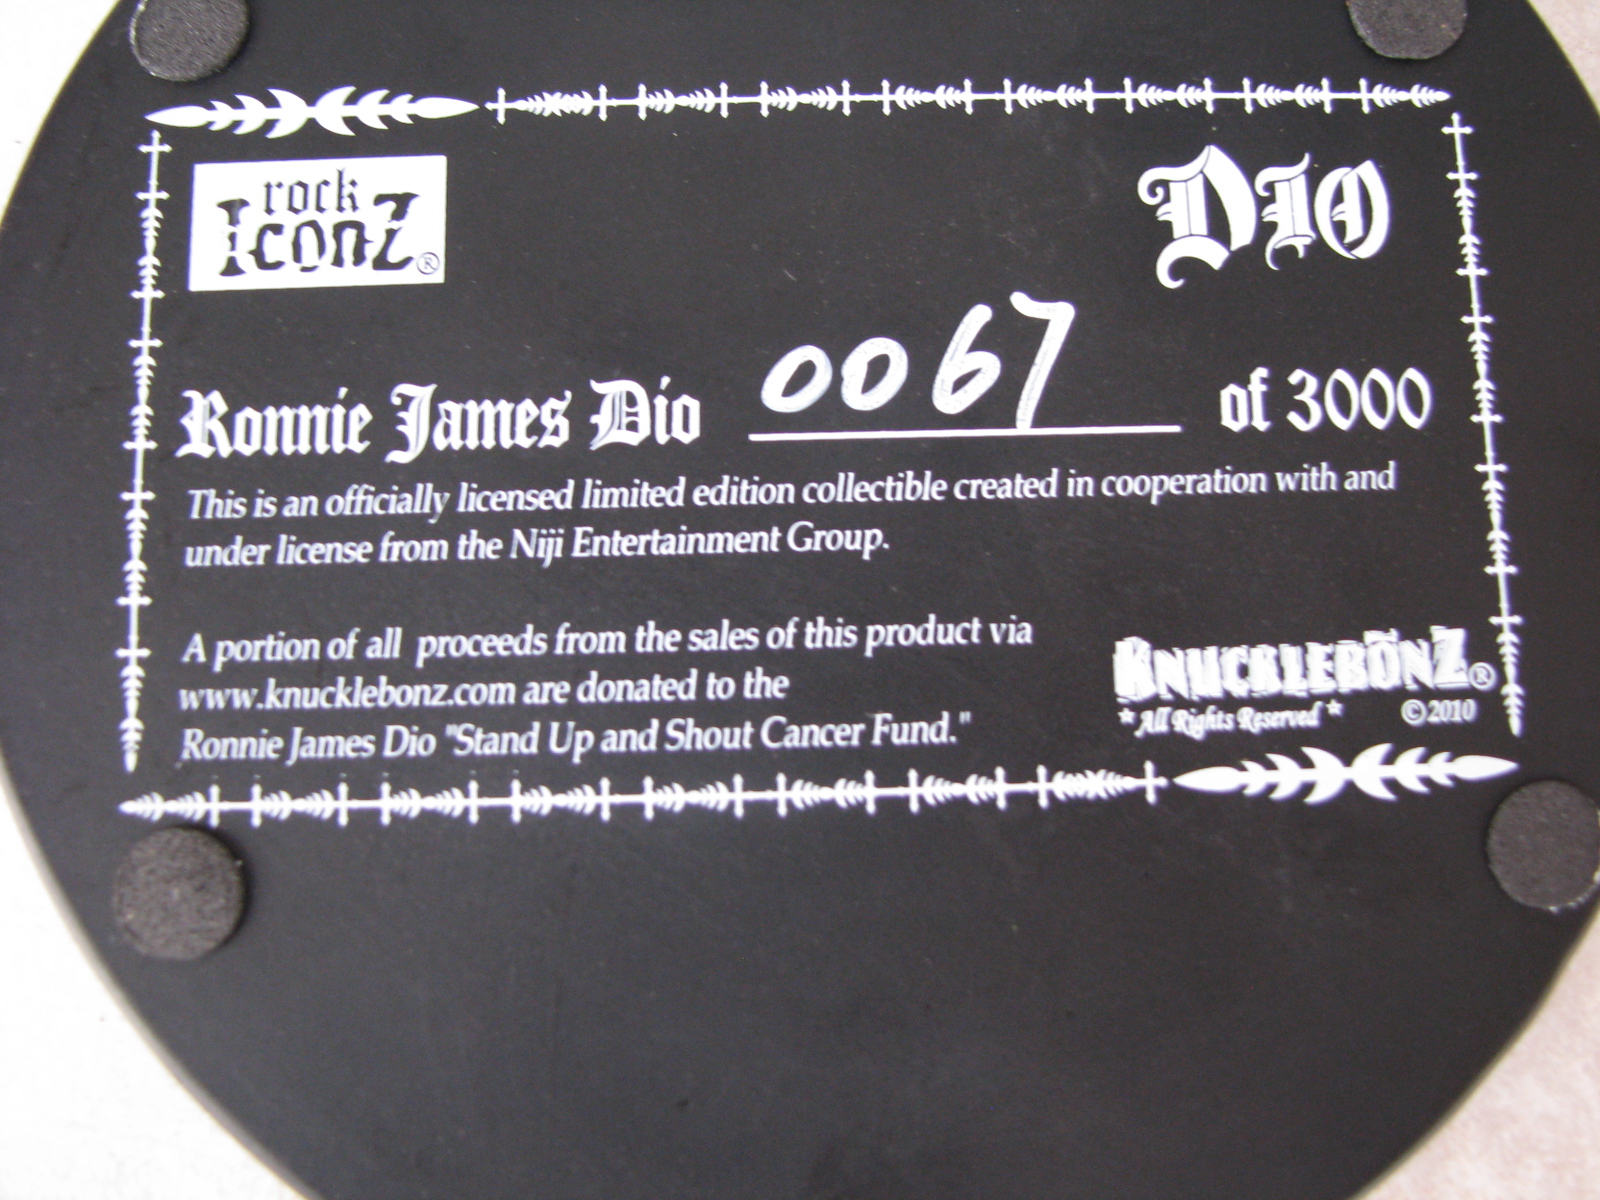 rock
IconZ®
DIO
Ronnie James Dio 0067 of 3000
This is an officially licensed limited edition collectible created in cooperation with and
under license from the Niji Entertainment Group.
A portion of all proceeds from the sales of this product via
www.knucklebonz.com are donated to the
Ronnie James Dio "Stand Up and Shout Cancer Fund."
KNUCKLEBÖNZ®
* All Rights Reserved * ©2010